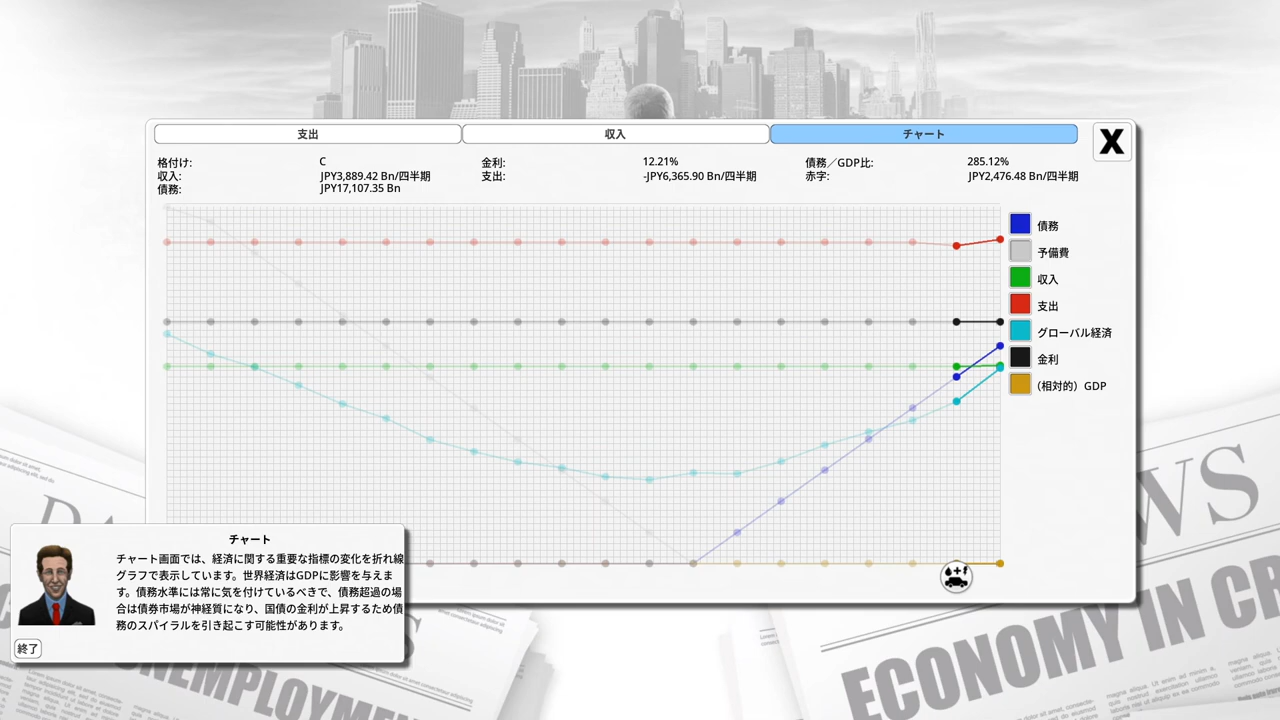 支出
収入
チャート
X
格付け: C 金利: 12.21% 債務／GDP比: 285.12%
収入: JPY3,889.42 Bn/四半期 支出: -JPY6,365.90 Bn/四半期 赤字: JPY2,476.48 Bn/四半期
債務: JPY17,107.35 Bn
債務
予備費
収入
支出
グローバル経済
金利
(相対的) GDP
チャート
チャート画面では、経済に関する重要な指標の変化を折れ線
グラフで表示しています。世界経済はGDPに影響を与えま
す。債務水準には常に気を付けているべきで、債務超過の場
合は債券市場が神経質になり、国債の金利が上昇するため債
務のスパイラルを引き起こす可能性があります。
終了
ECONOMY IN CR